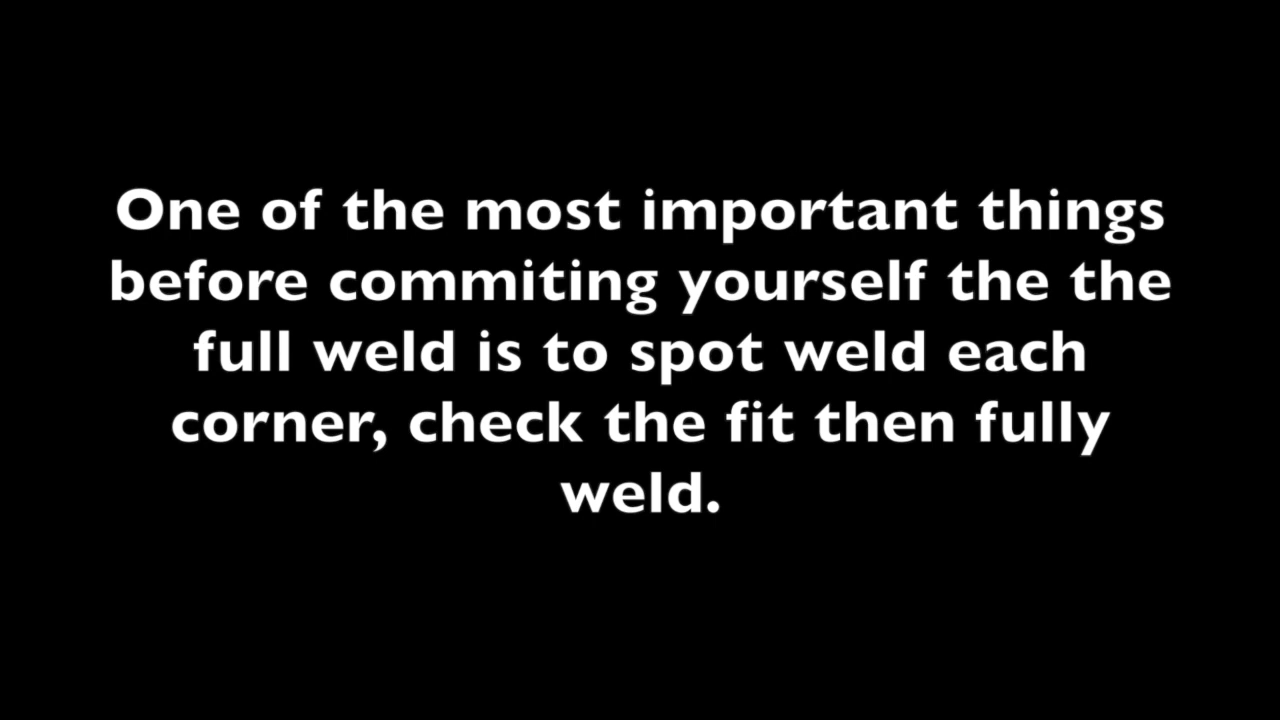 One of the most important things
before commiting yourself the the
full weld is to spot weld each
corner, check the fit then fully
weld.